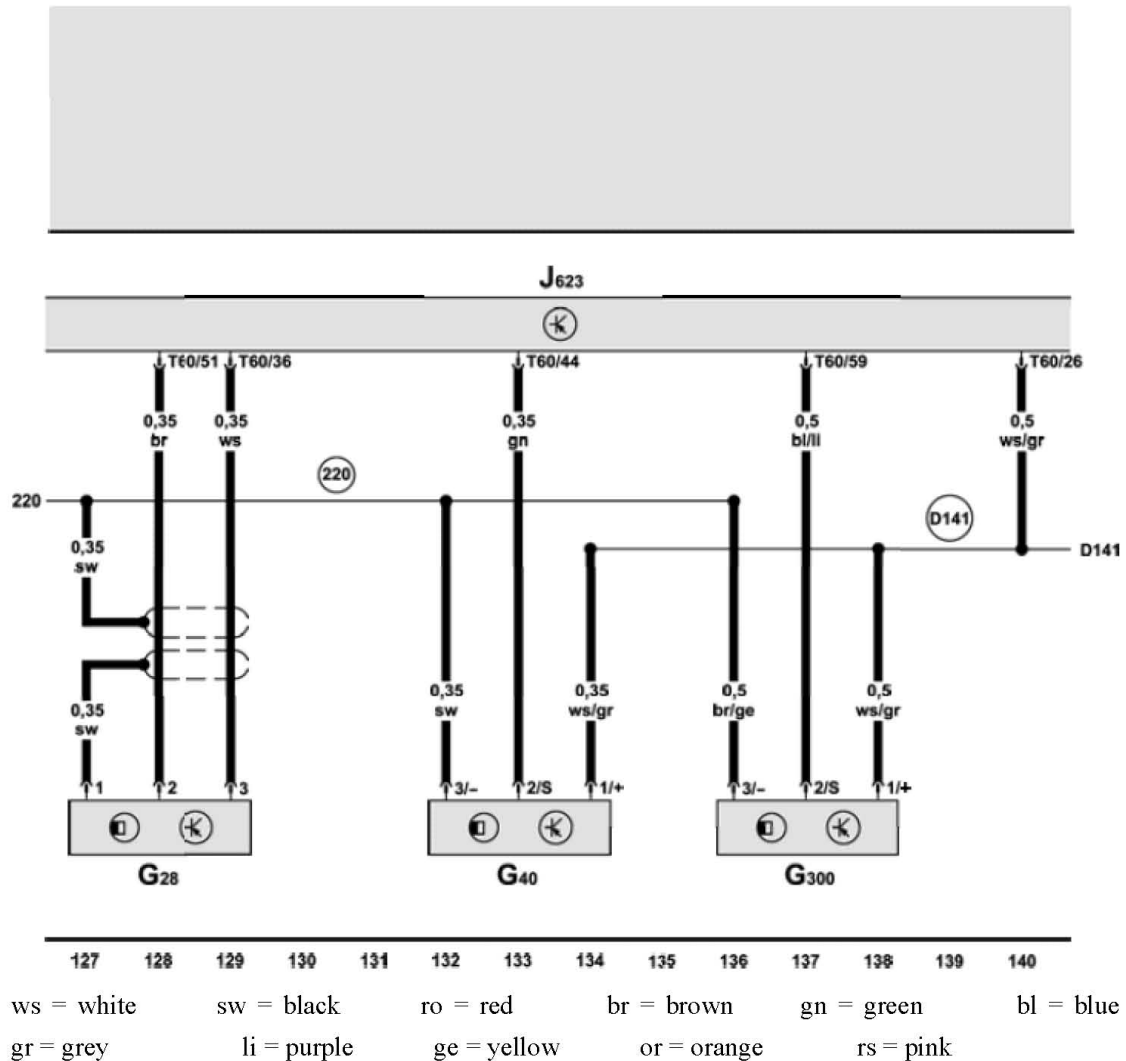 J623
T60/51 T60/36 T60/44 T60/59 T60/26
0,35 0,35 0,35 0,5 0,5
br ws gn bl/li ws/gr
220 220
D141
0,35 D141
sw
0,35 0,35 0,35 0,5 0,5
sw sw ws/gr br/ge ws/gr
1 2 3 3/- 2/S 1/+ 3/- 2/S 1/+
G28 G40 G300
127 128 129 130 131 132 133 134 135 136 137 138 139 140
ws = white sw = black ro = red br = brown gn = green bl = blue
gr = grey li = purple ge = yellow or = orange rs = pink